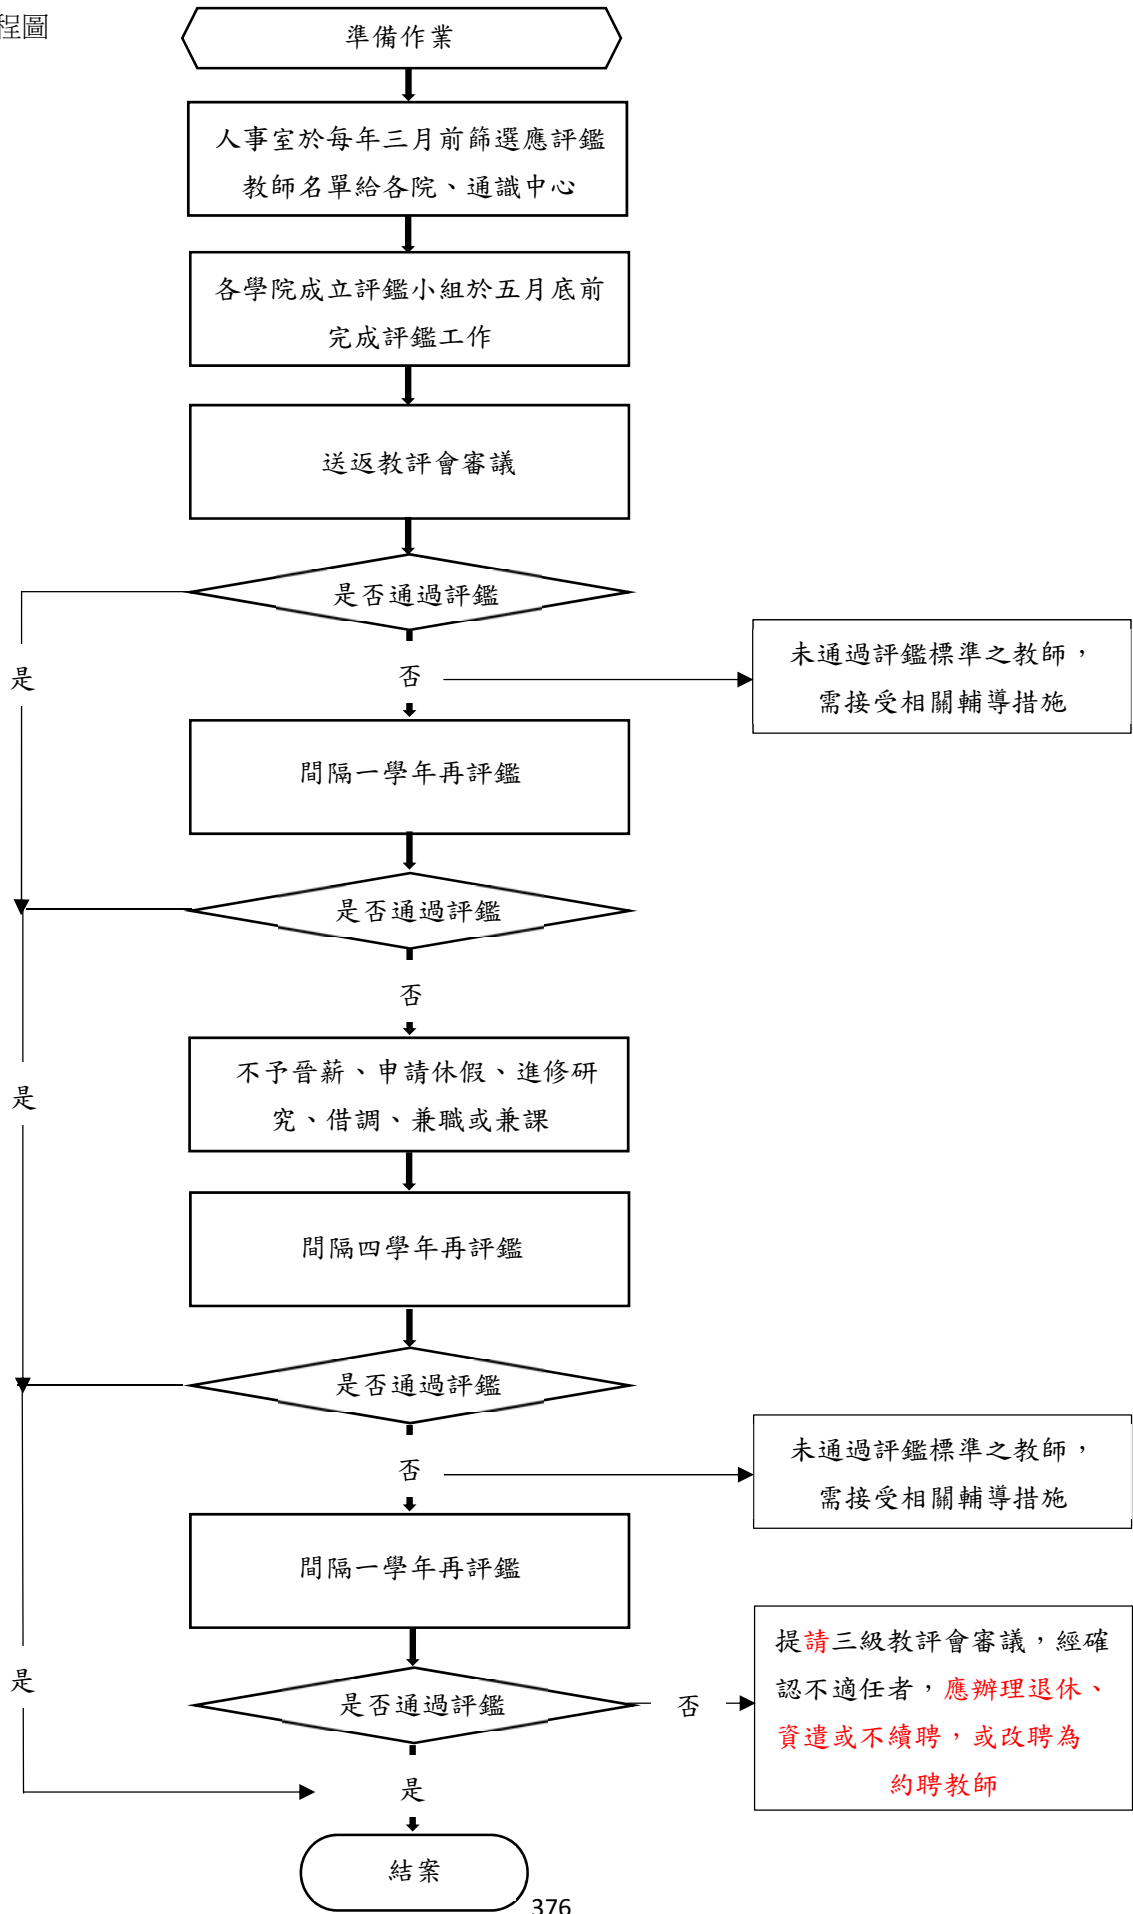 程圖
準備作業
人事室於每年三月前篩選應評鑑
教師名單給各院、通識中心
各學院成立評鑑小組於五月底前
完成評鑑工作
送返教評會審議
是否通過評鑑
是
否
未通過評鑑標準之教師，
需接受相關輔導措施
間隔一學年再評鑑
是否通過評鑑
否
是
不予晉薪、申請休假、進修研
究、借調、兼職或兼課
間隔四學年再評鑑
是否通過評鑑
否
未通過評鑑標準之教師，
需接受相關輔導措施
間隔一學年再評鑑
是
是否通過評鑑
否
提請三級教評會審議，經確
認不適任者，應辦理退休、
資遣或不續聘，或改聘為
約聘教師
是
結案
376